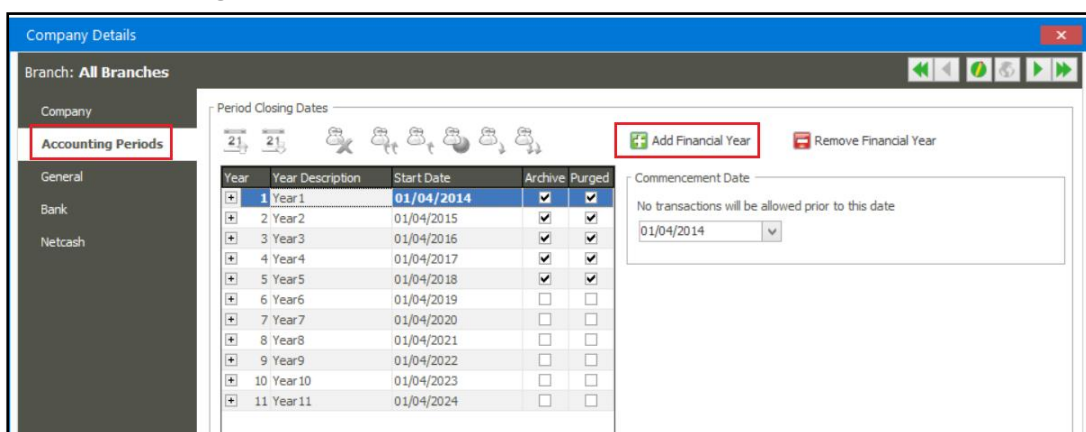 Company Details
Branch: All Branches
Company
Accounting Periods
General
Bank
Netcash
Period Closing Dates
21 21
Add Financial Year Remove Financial Year
Year Year Description Start Date Archive Purged
1 Year1 01/04/2014
2 Year2 01/04/2015
3 Year3 01/04/2016
4 Year4 01/04/2017
5 Year5 01/04/2018
6 Year6 01/04/2019
7 Year7 01/04/2020
8 Year8 01/04/2021
9 Year9 01/04/2022
10 Year10 01/04/2023
11 Year11 01/04/2024
Commencement Date
No transactions will be allowed prior to this date
01/04/2014